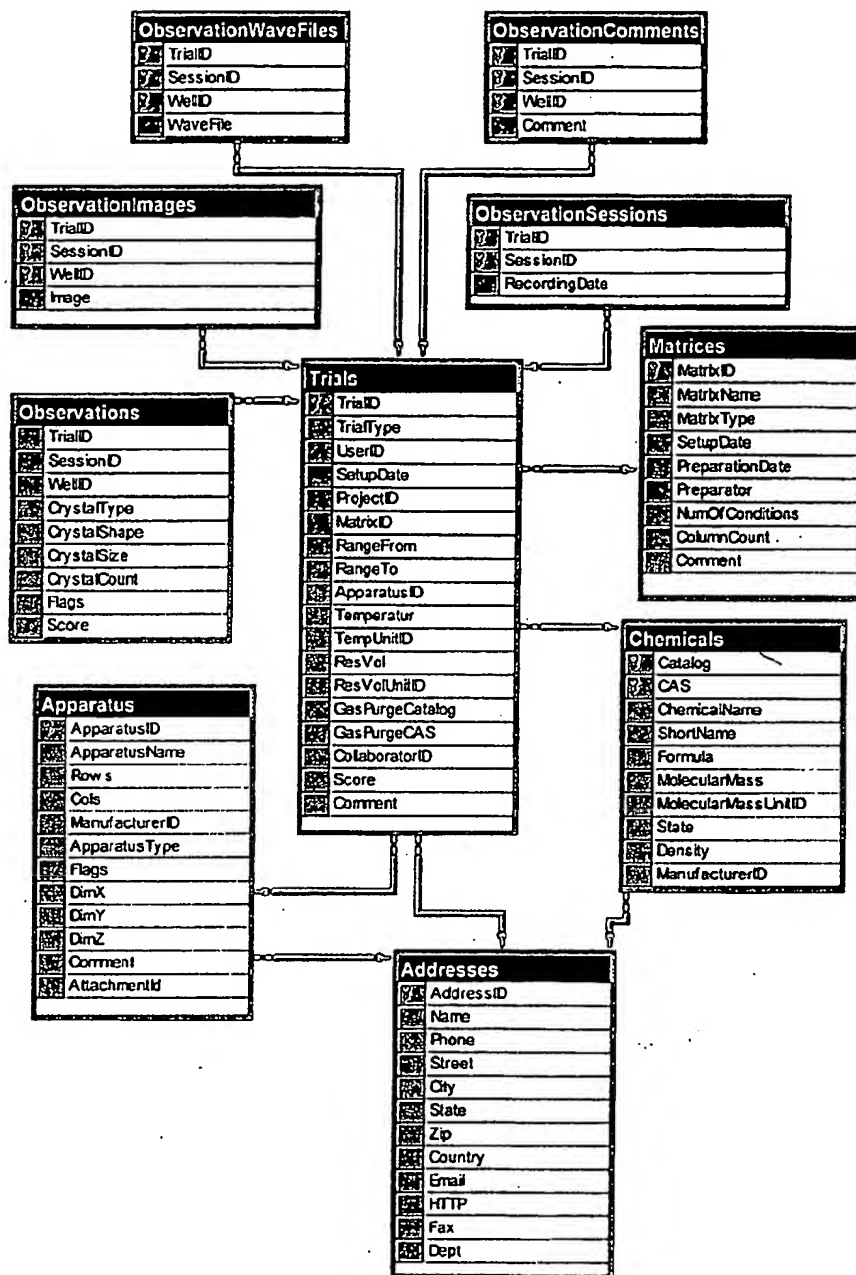 ObservationWaveFiles
TrialID
SessionID
WellID
WaveFile
ObservationComments
TrialID
SessionID
WellID
Comment
ObservationImages
TrialID
SessionID
WellID
Image
ObservationSessions
TrialID
SessionID
RecordingDate
Trials
TrialID
TrialType
UserID
SetupDate
ProjectID
MatrixID
RangeFrom
RangeTo
ApparatusID
Temperatur
TempUnitID
ResVol
ResVolUnitID
GasPurgeCatalog
GasPurgeCAS
CollaboratorID
Score
Comment
Matrices
MatrixID
MatrixName
MatrixType
SetupDate
PreparationDate
Preparator
NumOfConditions
ColumnCount
Comment
Observations
TrialID
SessionID
WellID
CrystalType
CrystalShape
CrystalSize
CrystalCount
Flags
Score
Chemicals
Catalog
CAS
ChemicalName
ShortName
Formula
MolecularMass
MolecularMassUnitID
State
Density
ManufacturerID
Apparatus
ApparatusID
ApparatusName
Rows
Cols
ManufacturerID
ApparatusType
Flags
DimX
DimY
DimZ
Comment
AttachmentId
Addresses
AddressID
Name
Phone
Street
City
State
Zip
Country
Email
HTTP
Fax
Dept